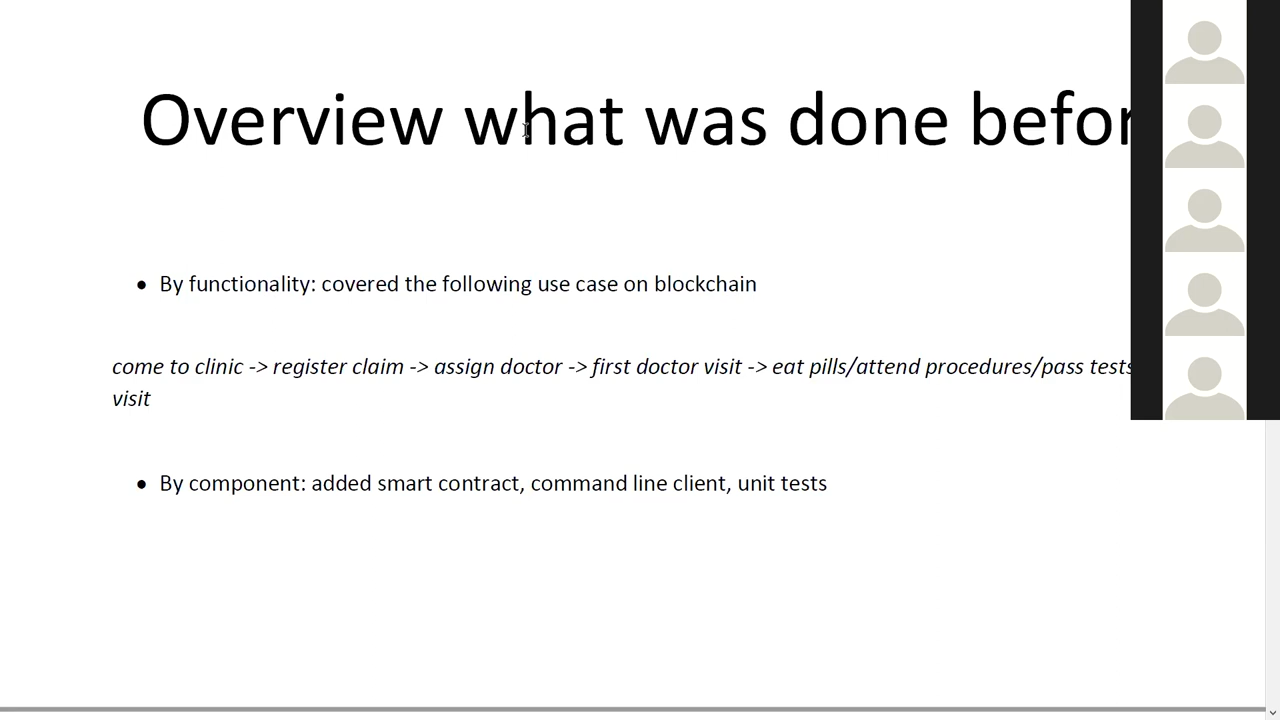 Overview what was done befor
• By functionality: covered the following use case on blockchain
come to clinic -> register claim -> assign doctor -> first doctor visit -> eat pills/attend procedures/pass tests
visit
• By component: added smart contract, command line client, unit tests